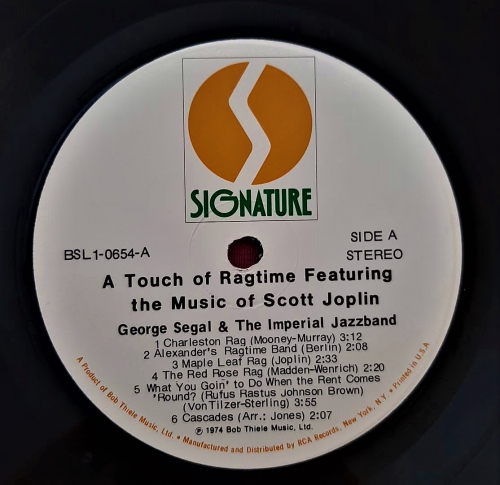 SIGNATURE
BSL1-0654-A
SIDE A
STEREO
A Touch of Ragtime Featuring
the Music of Scott Joplin
George Segal & The Imperial Jazzband
1 Charleston Rag (Mooney-Murray) 3:12
2 Alexander's Ragtime Band (Berlin) 2:08
3 Maple Leaf Rag (Joplin) 2:33
4 The Red Rose Rag (Madden-Wenrich) 2:20
5 What You Goin' to Do When the Rent Comes
'Round? (Rufus Rastus Johnson Brown)
(Von Tilzer-Sterling) 3:55
6 Cascades (Arr.: Jones) 2:07
℗ 1974 Bob Thiele Music, Ltd.
A Product of Bob Thiele Music, Ltd. • Manufactured and Distributed by RCA Records, New York, N.Y. • Printed in U.S.A